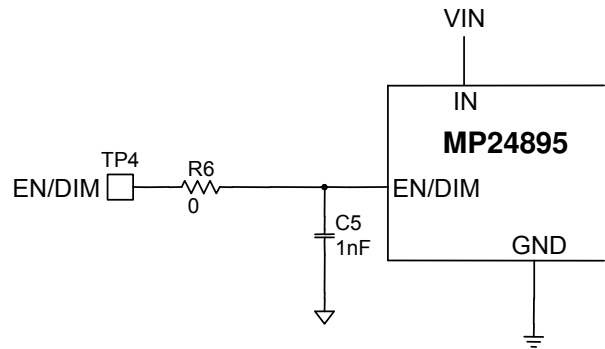 VIN
IN
MP24895
TP4
R6
EN/DIM
EN/DIM
0
C5
1nF
GND